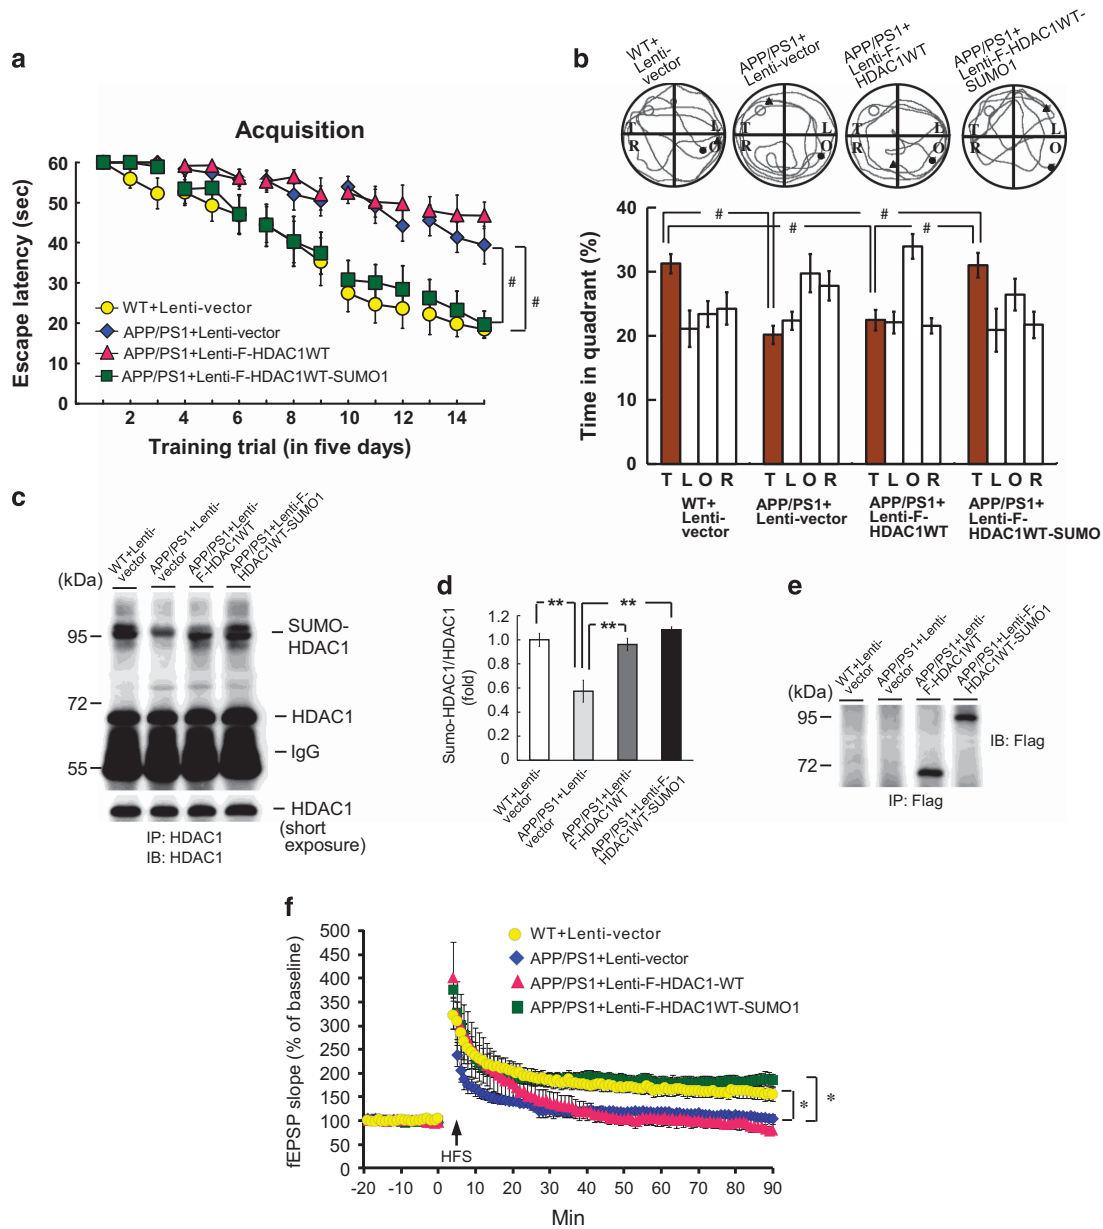 a
Acquisition
Escape latency (sec)
60
50
40
30
20
10
0
2 4 6 8 10 12 14
Training trial (in five days)
WT+Lenti-vector
APP/PS1+Lenti-vector
APP/PS1+Lenti-F-HDAC1WT
APP/PS1+Lenti-F-HDAC1WT-SUMO1
# #
b
WT+
Lenti-
vector
APP/PS1+
Lenti-vector
APP/PS1+
Lenti-F-
HDAC1WT
APP/PS1+
Lenti-F-HDAC1WT-
SUMO1
T L
R O
T L
R O
T L
R O
T L
R O
Time in quadrant (%)
40
30
20
10
0
# # # #
T L O R T L O R T L O R T L O R
WT+
Lenti-
vector
APP/PS1+
Lenti-vector
APP/PS1+
Lenti-F-
HDAC1WT
APP/PS1+
Lenti-F-
HDAC1WT-SUMO
c
WT+Lenti-
vector
APP/PS1+Lenti-
vector
APP/PS1+Lenti-
F-HDAC1WT
APP/PS1+Lenti-F-
HDAC1WT-SUMO1
(kDa)
95
72
55
SUMO-
HDAC1
HDAC1
IgG
HDAC1
(short
exposure)
IP: HDAC1
IB: HDAC1
d
Sumo-HDAC1/HDAC1
(fold)
1.2
1.0
0.8
0.6
0.4
0.2
0
** ** **
WT+Lenti-
vector
APP/PS1+Lenti-
vector
APP/PS1+Lenti-
F-HDAC1WT
APP/PS1+Lenti-F-
HDAC1WT-SUMO1
e
WT+Lenti-
vector
APP/PS1+Lenti-
vector
APP/PS1+Lenti-
F-HDAC1WT
APP/PS1+Lenti-F-
HDAC1WT-SUMO1
(kDa)
95
72
IB: Flag
IP: Flag
f
fEPSP slope (% of baseline)
500
450
400
350
300
250
200
150
100
50
0
WT+Lenti-vector
APP/PS1+Lenti-vector
APP/PS1+Lenti-F-HDAC1-WT
APP/PS1+Lenti-F-HDAC1WT-SUMO1
* *
HFS
-20 -10 0 10 20 30 40 50 60 70 80 90
Min